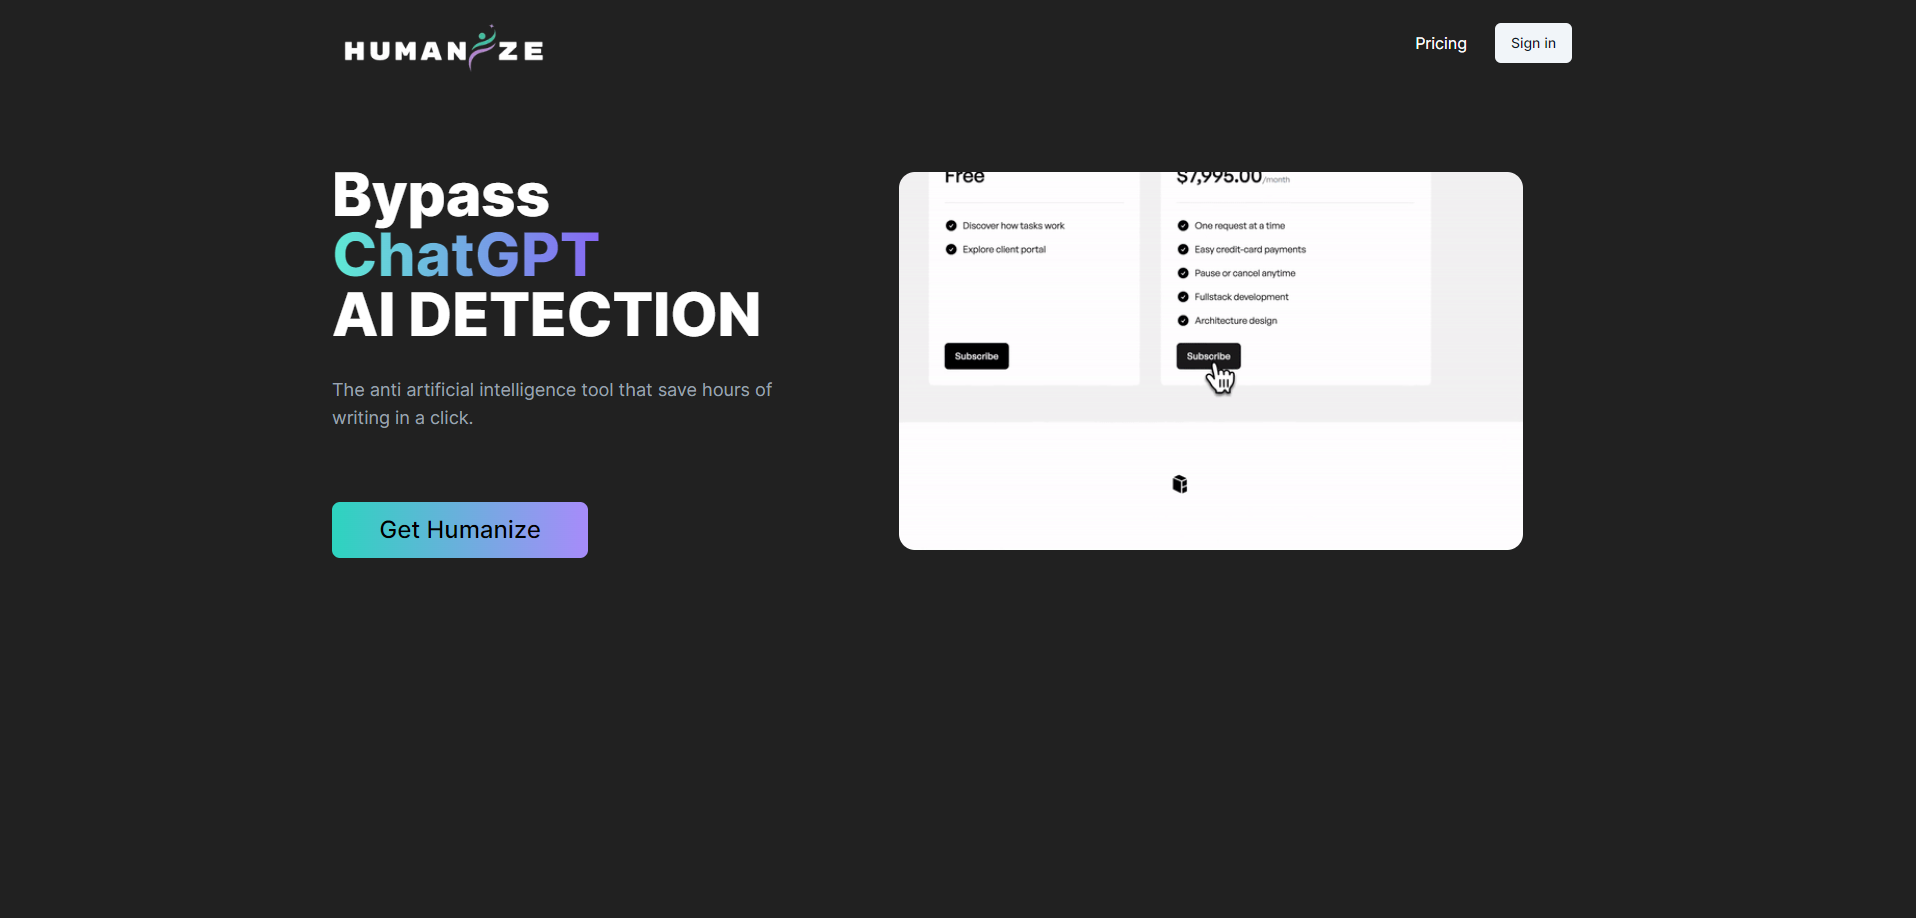 HUMANIZE
Pricing
Sign in
Bypass
ChatGPT
AI DETECTION
The anti artificial intelligence tool that save hours of
writing in a click.
Get Humanize
Free
Discover how tasks work
Explore client portal
Subscribe
$7,995.00/month
One request at a time
Easy credit-card payments
Pause or cancel anytime
Fullstack development
Architecture design
Subscribe